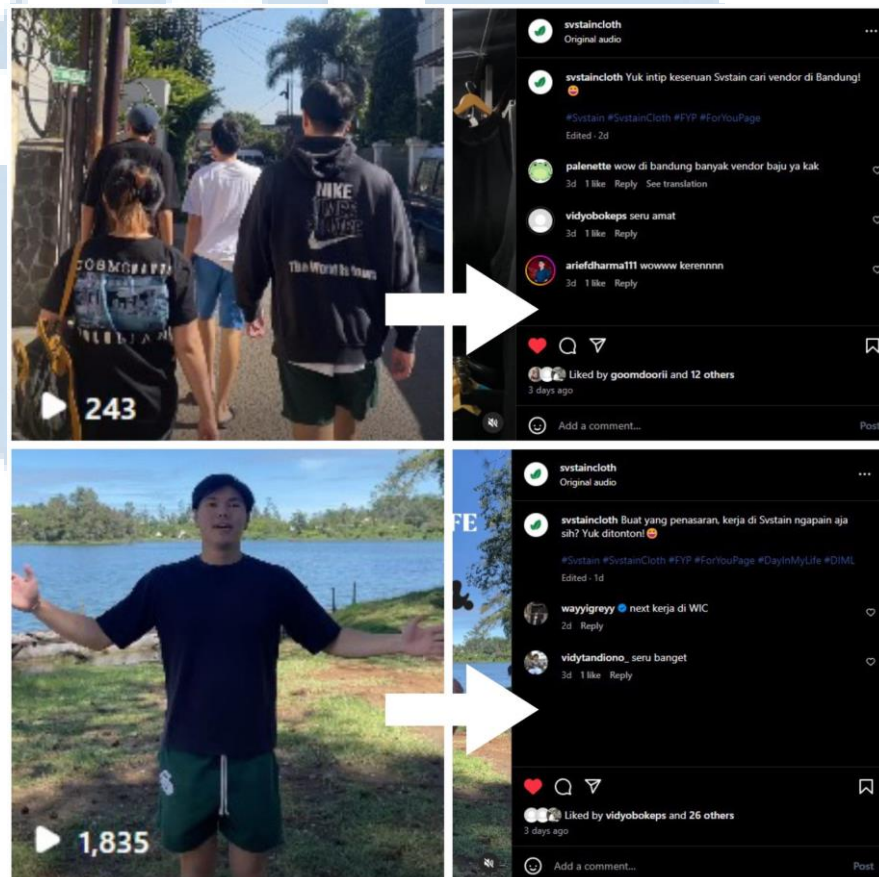 NIKE
The World Is Yours
243
svstaincloth
Original audio
svstaincloth Yuk intip keseruan Svstain cari vendor di Bandung!
😝
#Svstain #SvstainCloth #FYP #ForYouPage
Edited · 2d
palenette wow di bandung banyak vendor baju ya kak
3d 1 like Reply See translation
vidyobokeps seru amat
3d 1 like Reply
ariefdharma111 wowww kerennnn
3d 1 like Reply
Liked by goomdoorii and 12 others
3 days ago
Add a comment...
Post
1,835
FE
svstaincloth
Original audio
svstaincloth Buat yang penasaran, kerja di Svstain ngapain aja
sih? Yuk ditonton! 😝
#Svstain #SvstainCloth #FYP #ForYouPage #DayInMyLife #DIML
Edited · 1d
wayyigreyy next kerja di WIC
2d Reply
vidytandiono_ seru banget
3d 1 like Reply
Liked by vidyobokeps and 26 others
3 days ago
Add a comment...
Post